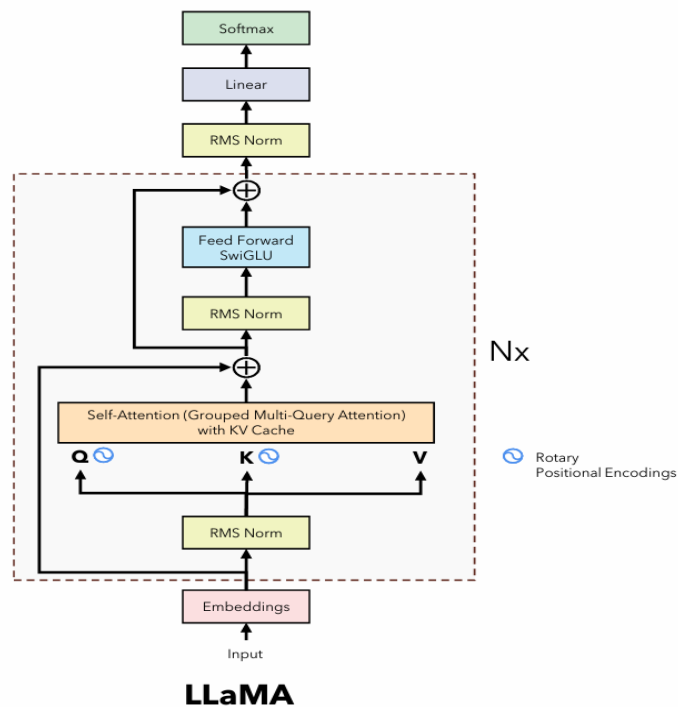 Softmax
Linear
RMS Norm
Feed Forward
SwiGLU
RMS Norm
Nx
Self-Attention (Grouped Multi-Query Attention)
with KV Cache
Q K V
Rotary
Positional Encodings
RMS Norm
Embeddings
Input
LLaMA